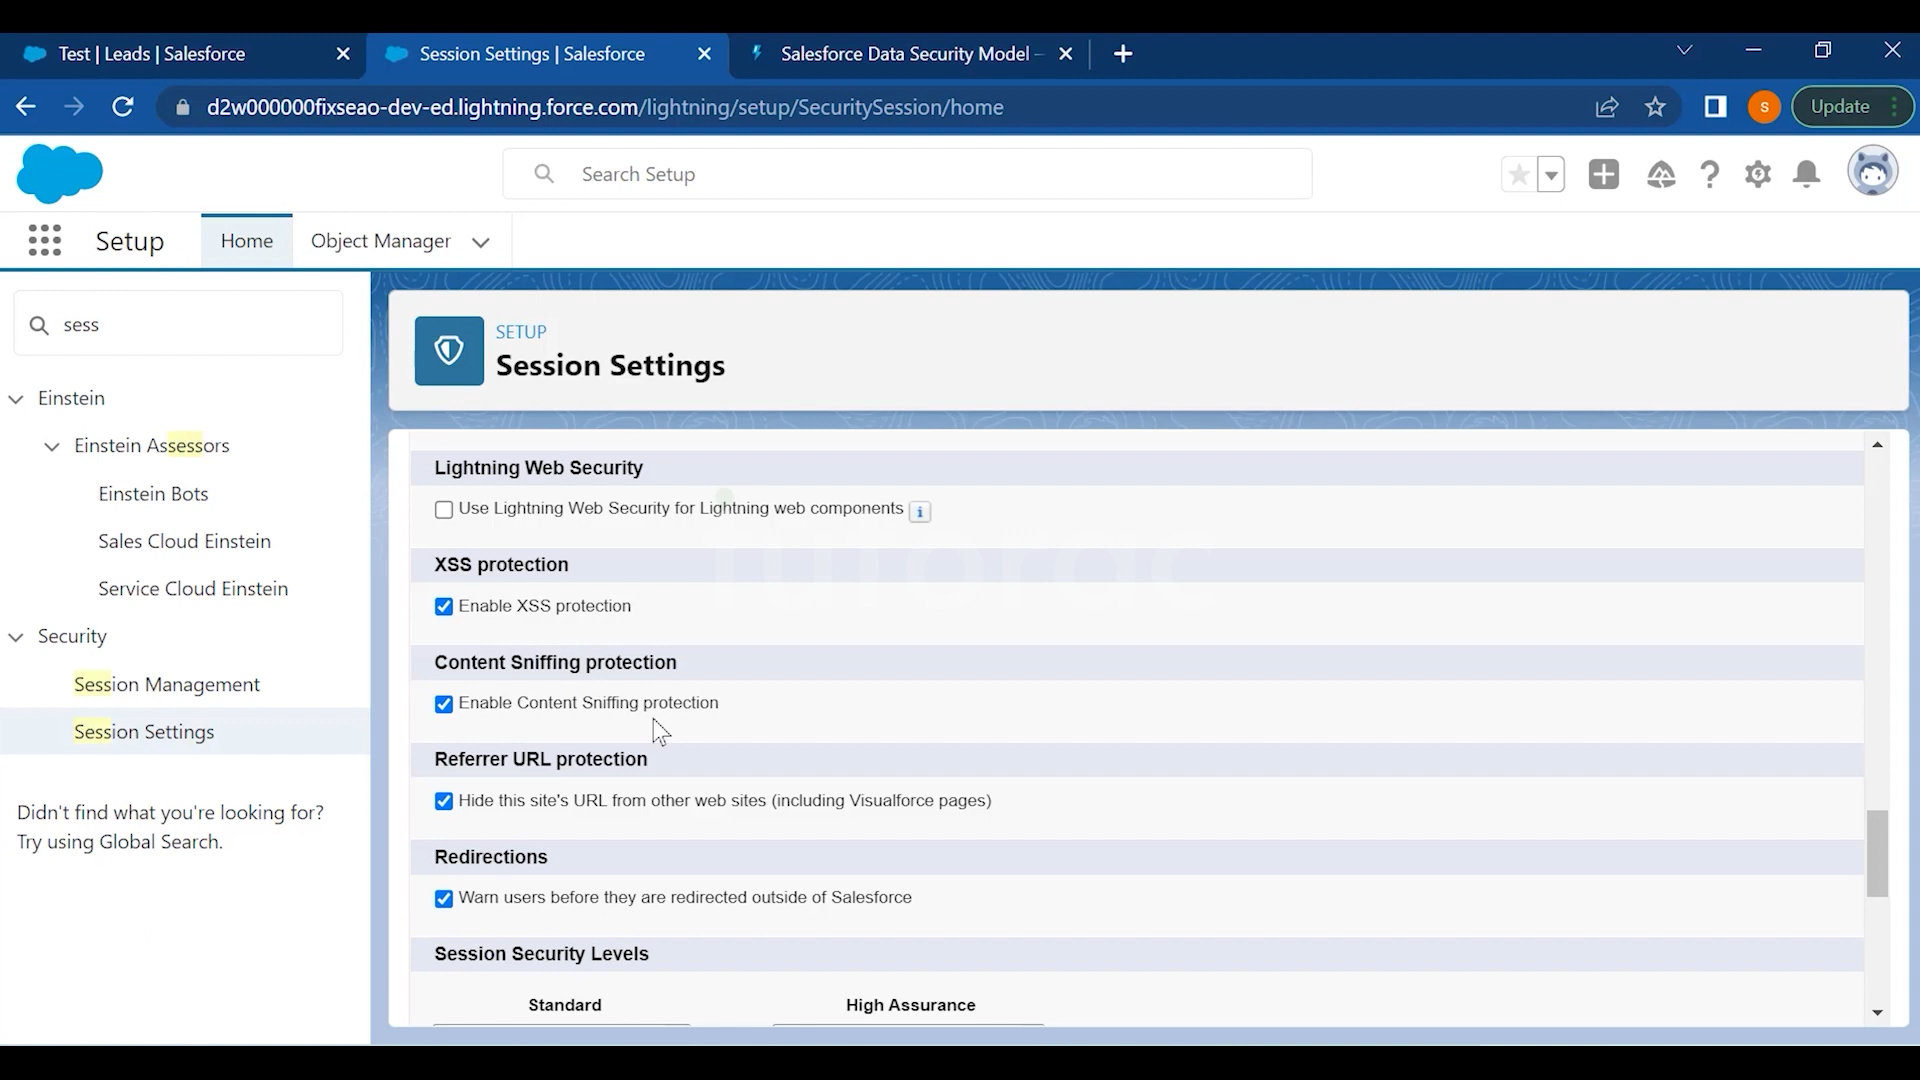 Test | Leads | Salesforce
Session Settings | Salesforce
Salesforce Data Security Model –
d2w000000fixseao-dev-ed.lightning.force.com/lightning/setup/SecuritySession/home
S
Update
Search Setup
Setup
Home
Object Manager
sess
Einstein
Einstein Assessors
Einstein Bots
Sales Cloud Einstein
Service Cloud Einstein
Security
Session Management
Session Settings
Didn't find what you're looking for?
Try using Global Search.
SETUP
Session Settings
Lightning Web Security
Use Lightning Web Security for Lightning web components
XSS protection
Enable XSS protection
Content Sniffing protection
Enable Content Sniffing protection
Referrer URL protection
Hide this site's URL from other web sites (including Visualforce pages)
Redirections
Warn users before they are redirected outside of Salesforce
Session Security Levels
Standard
High Assurance